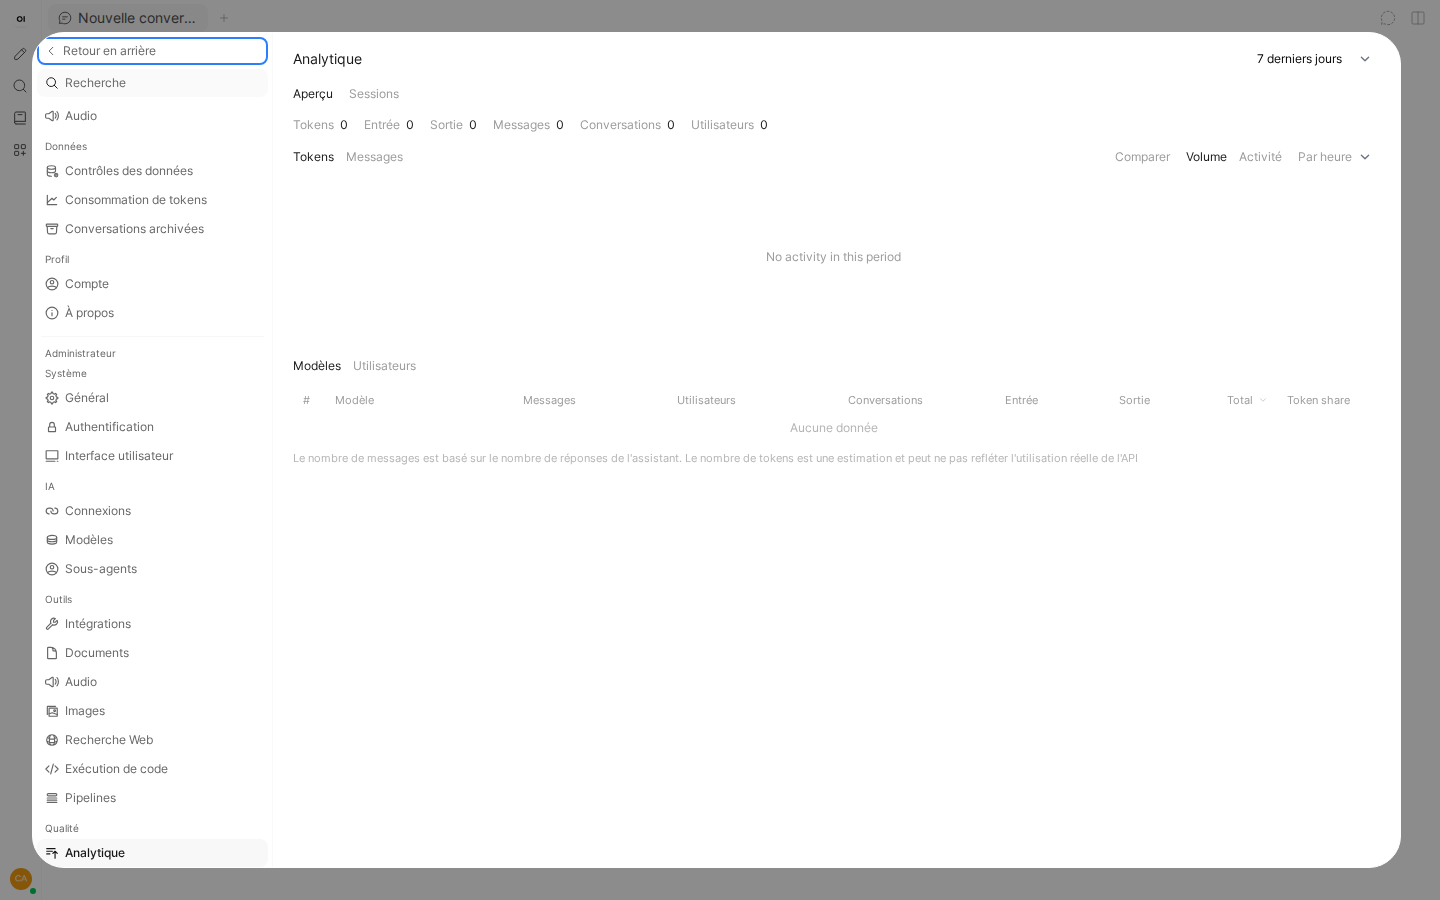 OI
Nouvelle conver...
Retour en arrière
Recherche
Audio
Données
Contrôles des données
Consommation de tokens
Conversations archivées
Profil
Compte
À propos
Administrateur
Système
Général
Authentification
Interface utilisateur
IA
Connexions
Modèles
Sous-agents
Outils
Intégrations
Documents
Audio
Images
Recherche Web
Exécution de code
Pipelines
Qualité
Analytique
CA
Analytique
7 derniers jours
Aperçu Sessions
Tokens 0 Entrée 0 Sortie 0 Messages 0 Conversations 0 Utilisateurs 0
Tokens Messages
Comparer Volume Activité Par heure
No activity in this period
Modèles Utilisateurs
# Modèle Messages Utilisateurs Conversations Entrée Sortie Total Token share
Aucune donnée
Le nombre de messages est basé sur le nombre de réponses de l'assistant. Le nombre de tokens est une estimation et peut ne pas refléter l'utilisation réelle de l'API